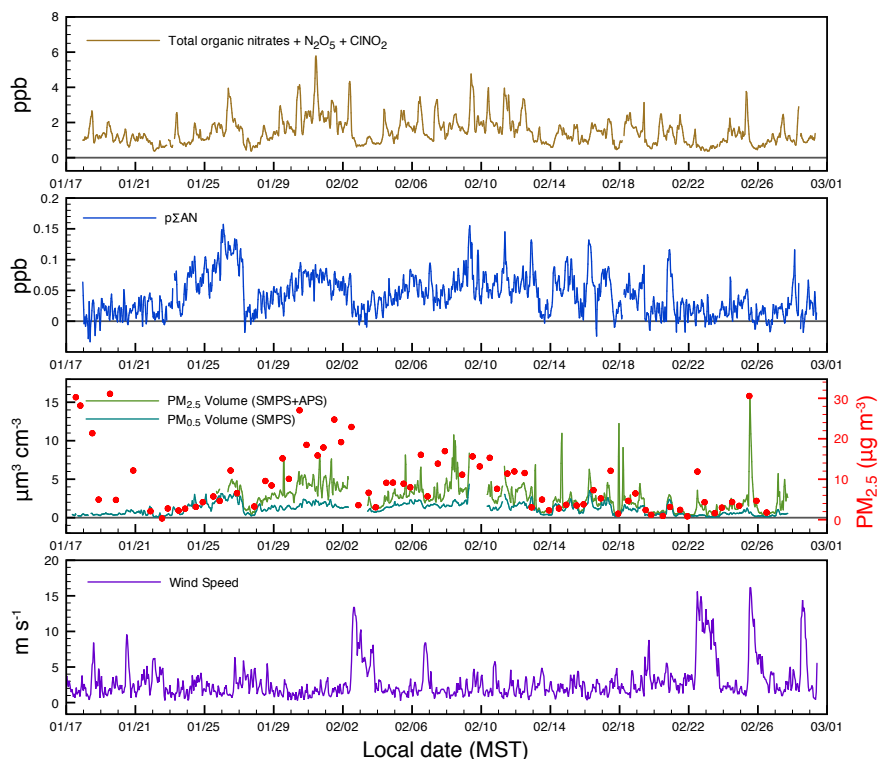 Total organic nitrates + N₂O₅ + ClNO₂
ppb
8
6
4
2
0
01/17 01/21 01/25 01/29 02/02 02/06 02/10 02/14 02/18 02/22 02/26 03/01
pΣAN
ppb
0.2
0.15
0.1
0.05
0
01/17 01/21 01/25 01/29 02/02 02/06 02/10 02/14 02/18 02/22 02/26 03/01
PM₂.₅ Volume (SMPS+APS)
PM₀.₅ Volume (SMPS)
μm³ cm⁻³
15
10
5
0
30
20
10
0
PM₂.₅ (μg m⁻³)
01/17 01/21 01/25 01/29 02/02 02/06 02/10 02/14 02/18 02/22 02/26 03/01
Wind Speed
m s⁻¹
20
15
10
5
0
01/17 01/21 01/25 01/29 02/02 02/06 02/10 02/14 02/18 02/22 02/26 03/01
Local date (MST)